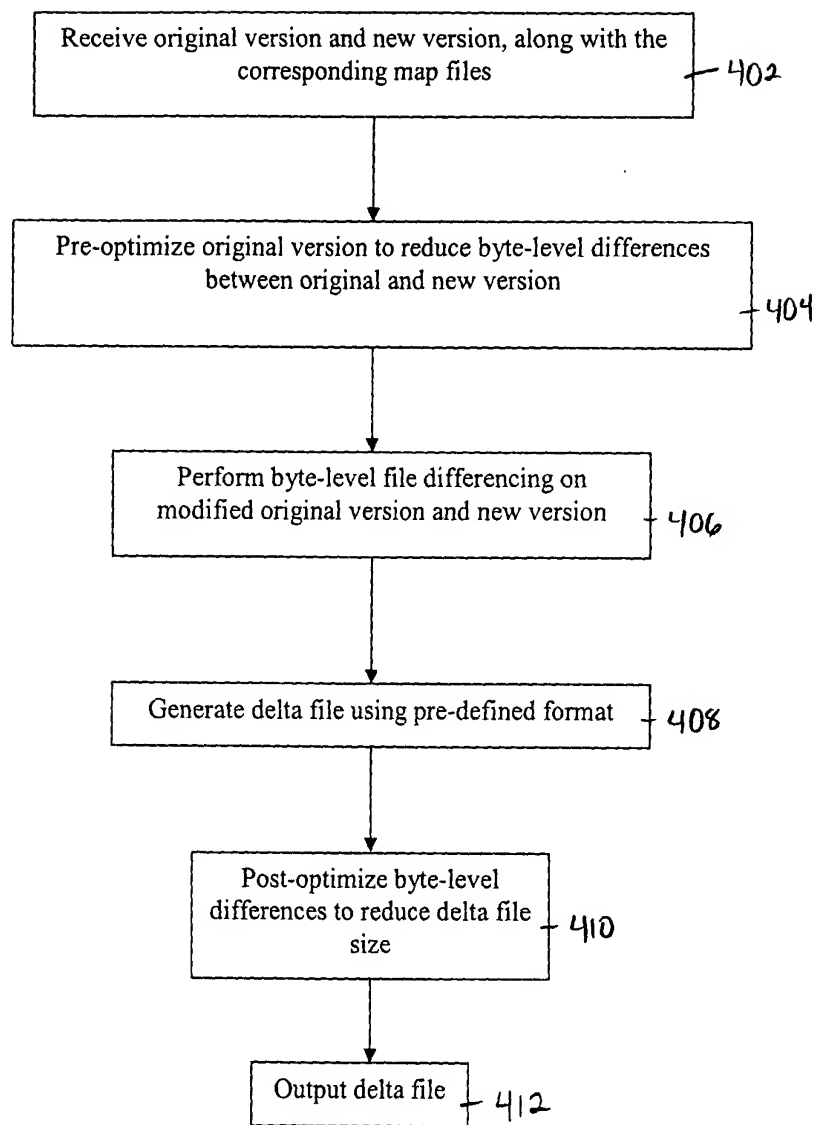 Receive original version and new version, along with the
corresponding map files
402
Pre-optimize original version to reduce byte-level differences
between original and new version
404
Perform byte-level file differencing on
modified original version and new version
406
Generate delta file using pre-defined format
408
Post-optimize byte-level
differences to reduce delta file
size
410
Output delta file
412